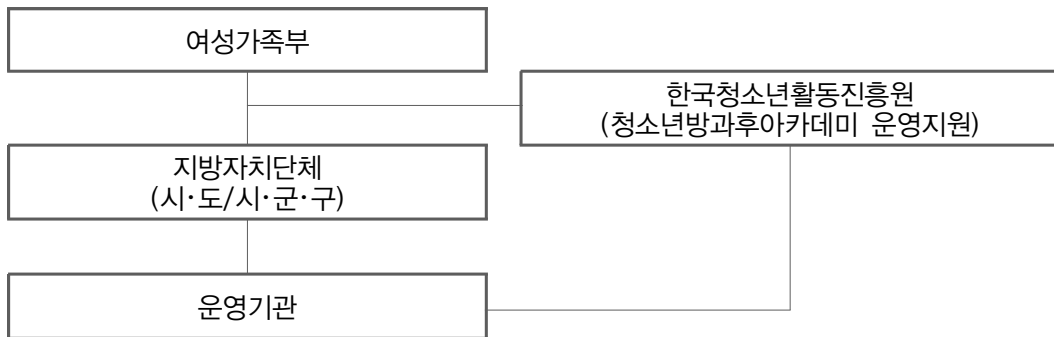 여성가족부
한국청소년활동진흥원
(청소년방과후아카데미 운영지원)
지방자치단체
(시·도/시·군·구)
운영기관